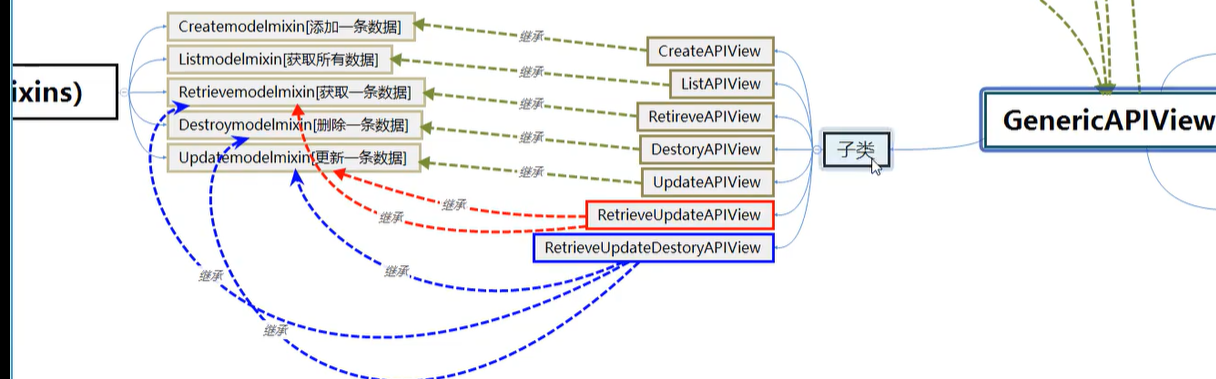 Createmodelmixin[添加一条数据]
Listmodelmixin[获取所有数据]
Retrievemodelmixin[获取一条数据]
Destroymodelmixin[删除一条数据]
Updatemodelmixin[更新一条数据]
ixins)
继承
继承
继承
继承
继承
继承
继承
继承
继承
继承
CreateAPIView
ListAPIView
RetireveAPIView
DestoryAPIView
UpdateAPIView
RetrieveUpdateAPIView
RetrieveUpdateDestoryAPIView
子类
GenericAPIView